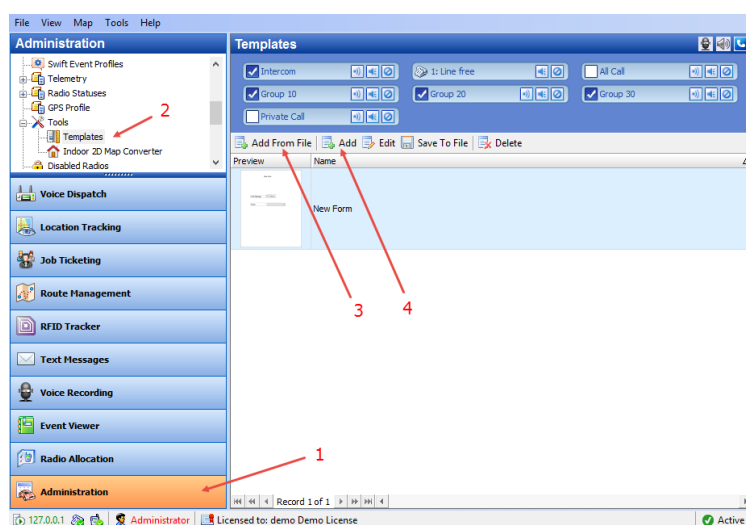 File View Map Tools Help
Administration
Templates
Swift Event Profiles
Telemetry
Radio Statuses
GPS Profile
Tools
Templates
Indoor 2D Map Converter
Disabled Radios
2
Intercom
1: Line free
All Call
Group 10
Group 20
Group 30
Private Call
Add From File
Add
Edit
Save To File
Delete
Preview
Name
New Form
3
4
Voice Dispatch
Location Tracking
Job Ticketing
Route Management
RFID Tracker
Text Messages
Voice Recording
Event Viewer
Radio Allocation
Administration
1
Record 1 of 1
127.0.0.1
Administrator
Licensed to: demo Demo License
Active